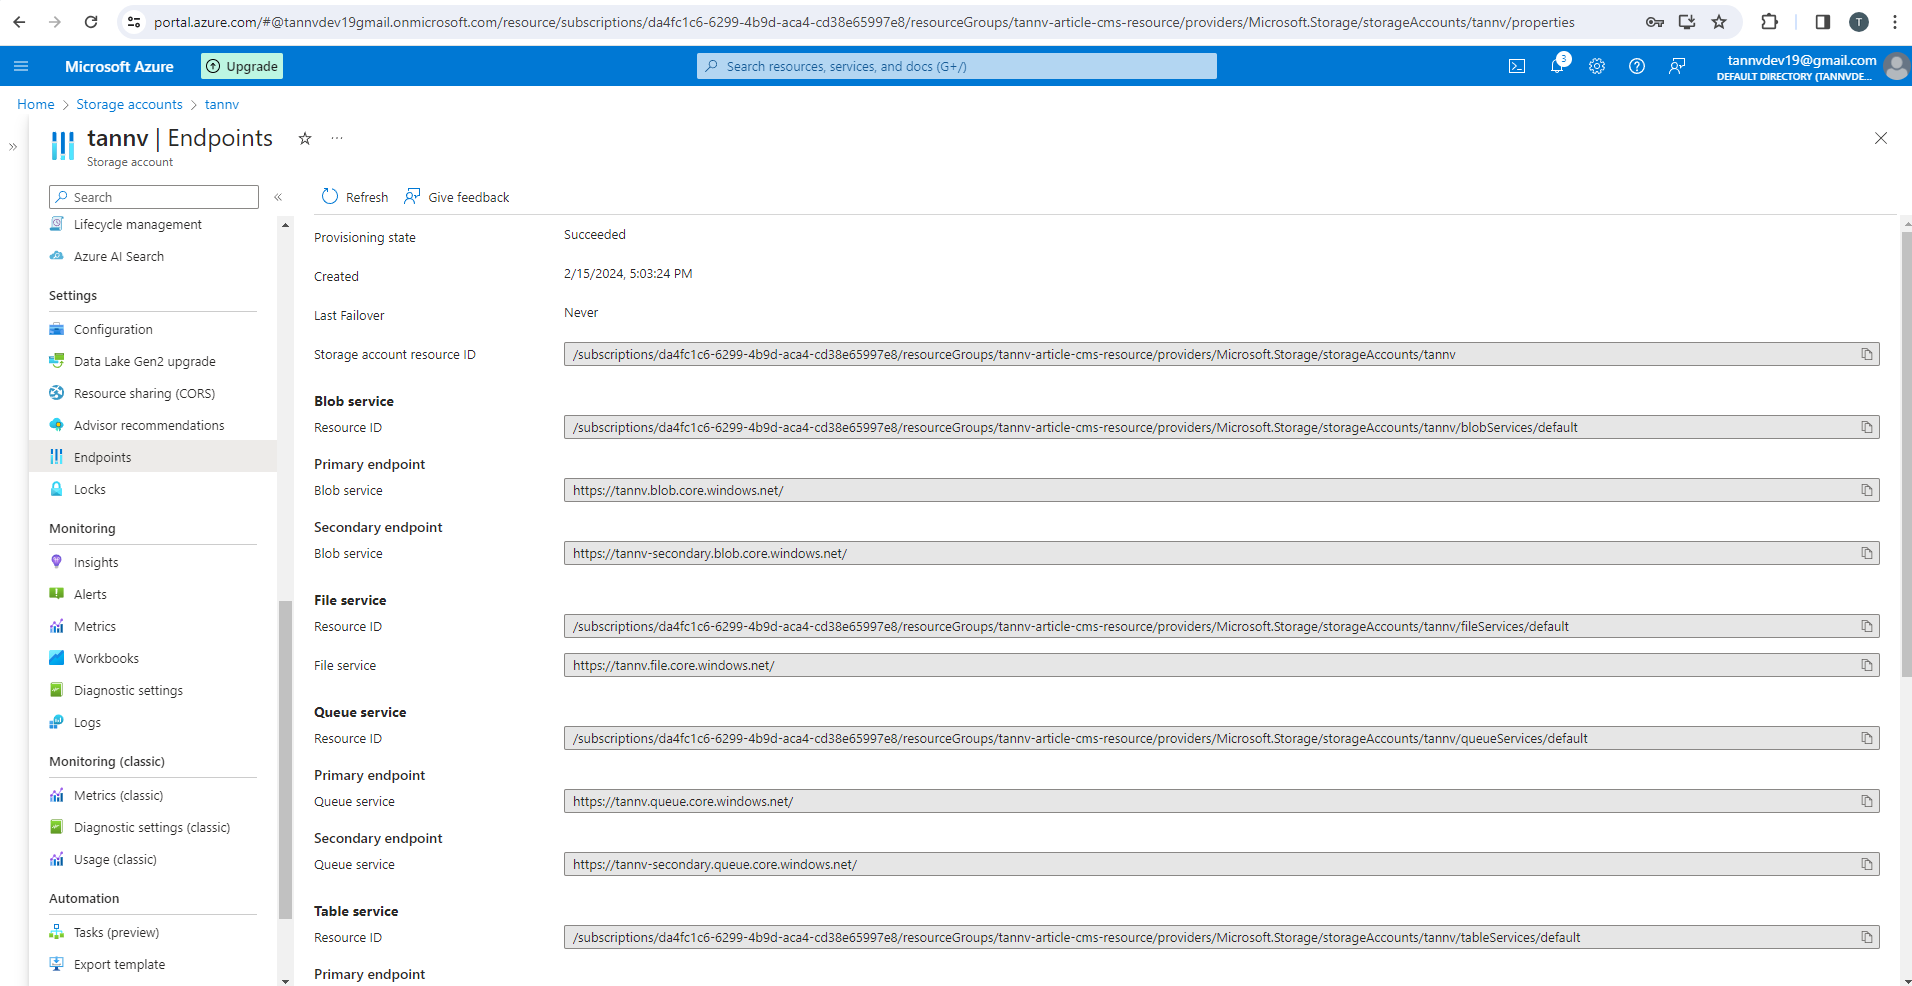 portal.azure.com/#@tannvdev19gmail.onmicrosoft.com/resource/subscriptions/da4fc1c6-6299-4b9d-aca4-cd38e65997e8/resourceGroups/tannv-article-cms-resource/providers/Microsoft.Storage/storageAccounts/tannv/properties
T
Microsoft Azure
Upgrade
Search resources, services, and docs (G+/)
3
tannvdev19@gmail.com
DEFAULT DIRECTORY (TANNVDE...
Home > Storage accounts > tannv
tannv | Endpoints
Storage account
Search
Refresh
Give feedback
Lifecycle management
Azure AI Search
Settings
Configuration
Data Lake Gen2 upgrade
Resource sharing (CORS)
Advisor recommendations
Endpoints
Locks
Monitoring
Insights
Alerts
Metrics
Workbooks
Diagnostic settings
Logs
Monitoring (classic)
Metrics (classic)
Diagnostic settings (classic)
Usage (classic)
Automation
Tasks (preview)
Export template
Provisioning state Succeeded
Created 2/15/2024, 5:03:24 PM
Last Failover Never
Storage account resource ID /subscriptions/da4fc1c6-6299-4b9d-aca4-cd38e65997e8/resourceGroups/tannv-article-cms-resource/providers/Microsoft.Storage/storageAccounts/tannv
Blob service
Resource ID /subscriptions/da4fc1c6-6299-4b9d-aca4-cd38e65997e8/resourceGroups/tannv-article-cms-resource/providers/Microsoft.Storage/storageAccounts/tannv/blobServices/default
Primary endpoint
Blob service https://tannv.blob.core.windows.net/
Secondary endpoint
Blob service https://tannv-secondary.blob.core.windows.net/
File service
Resource ID /subscriptions/da4fc1c6-6299-4b9d-aca4-cd38e65997e8/resourceGroups/tannv-article-cms-resource/providers/Microsoft.Storage/storageAccounts/tannv/fileServices/default
File service https://tannv.file.core.windows.net/
Queue service
Resource ID /subscriptions/da4fc1c6-6299-4b9d-aca4-cd38e65997e8/resourceGroups/tannv-article-cms-resource/providers/Microsoft.Storage/storageAccounts/tannv/queueServices/default
Primary endpoint
Queue service https://tannv.queue.core.windows.net/
Secondary endpoint
Queue service https://tannv-secondary.queue.core.windows.net/
Table service
Resource ID /subscriptions/da4fc1c6-6299-4b9d-aca4-cd38e65997e8/resourceGroups/tannv-article-cms-resource/providers/Microsoft.Storage/storageAccounts/tannv/tableServices/default
Primary endpoint